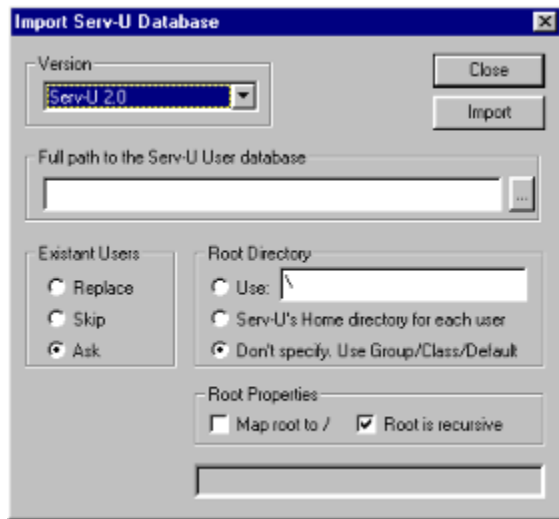 Import Serv-U Database
Version
Serv-U 2.0
Close
Import
Full path to the Serv-U User database
...
Existant Users
Replace
Skip
Ask
Root Directory
Use: \
Serv-U's Home directory for each user
Don't specify. Use Group/Class/Default
Root Properties
Map root to / Root is recursive